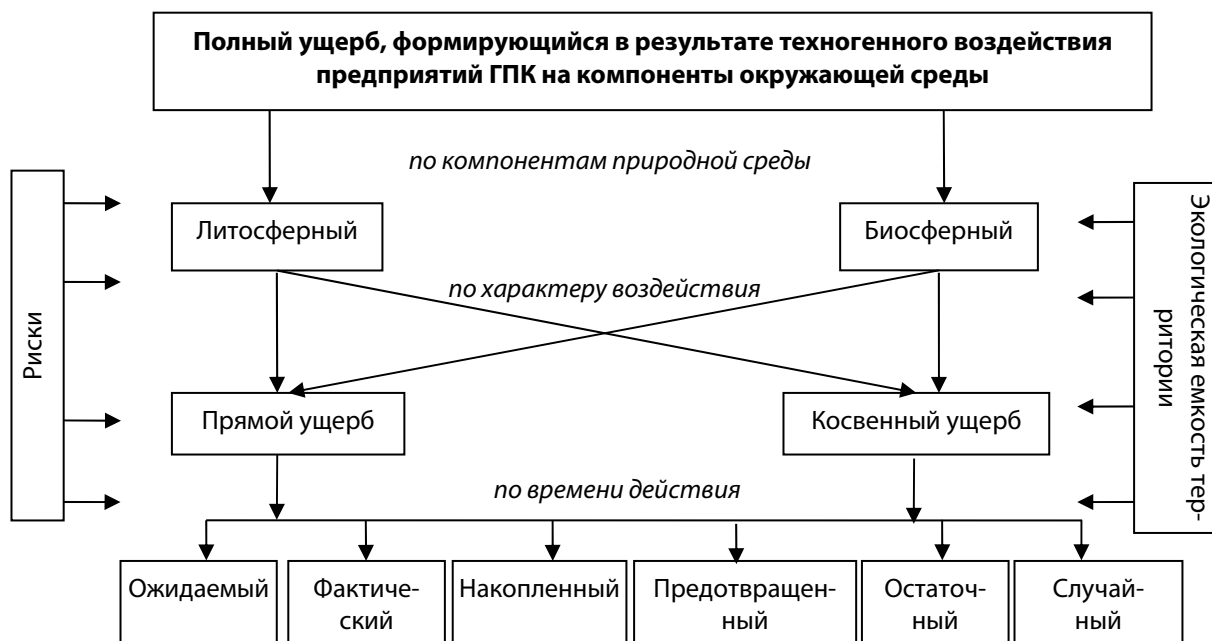 Полный ущерб, формирующийся в результате техногенного воздействия
предприятий ГПК на компоненты окружающей среды
по компонентам природной среды
Риски
Литосферный
Биосферный
Экологическая емкость тер-
ритории
по характеру воздействия
Прямой ущерб
Косвенный ущерб
по времени действия
Ожидаемый
Фактиче-
ский
Накопленный
Предотвращен-
ный
Остаточ-
ный
Случай-
ный